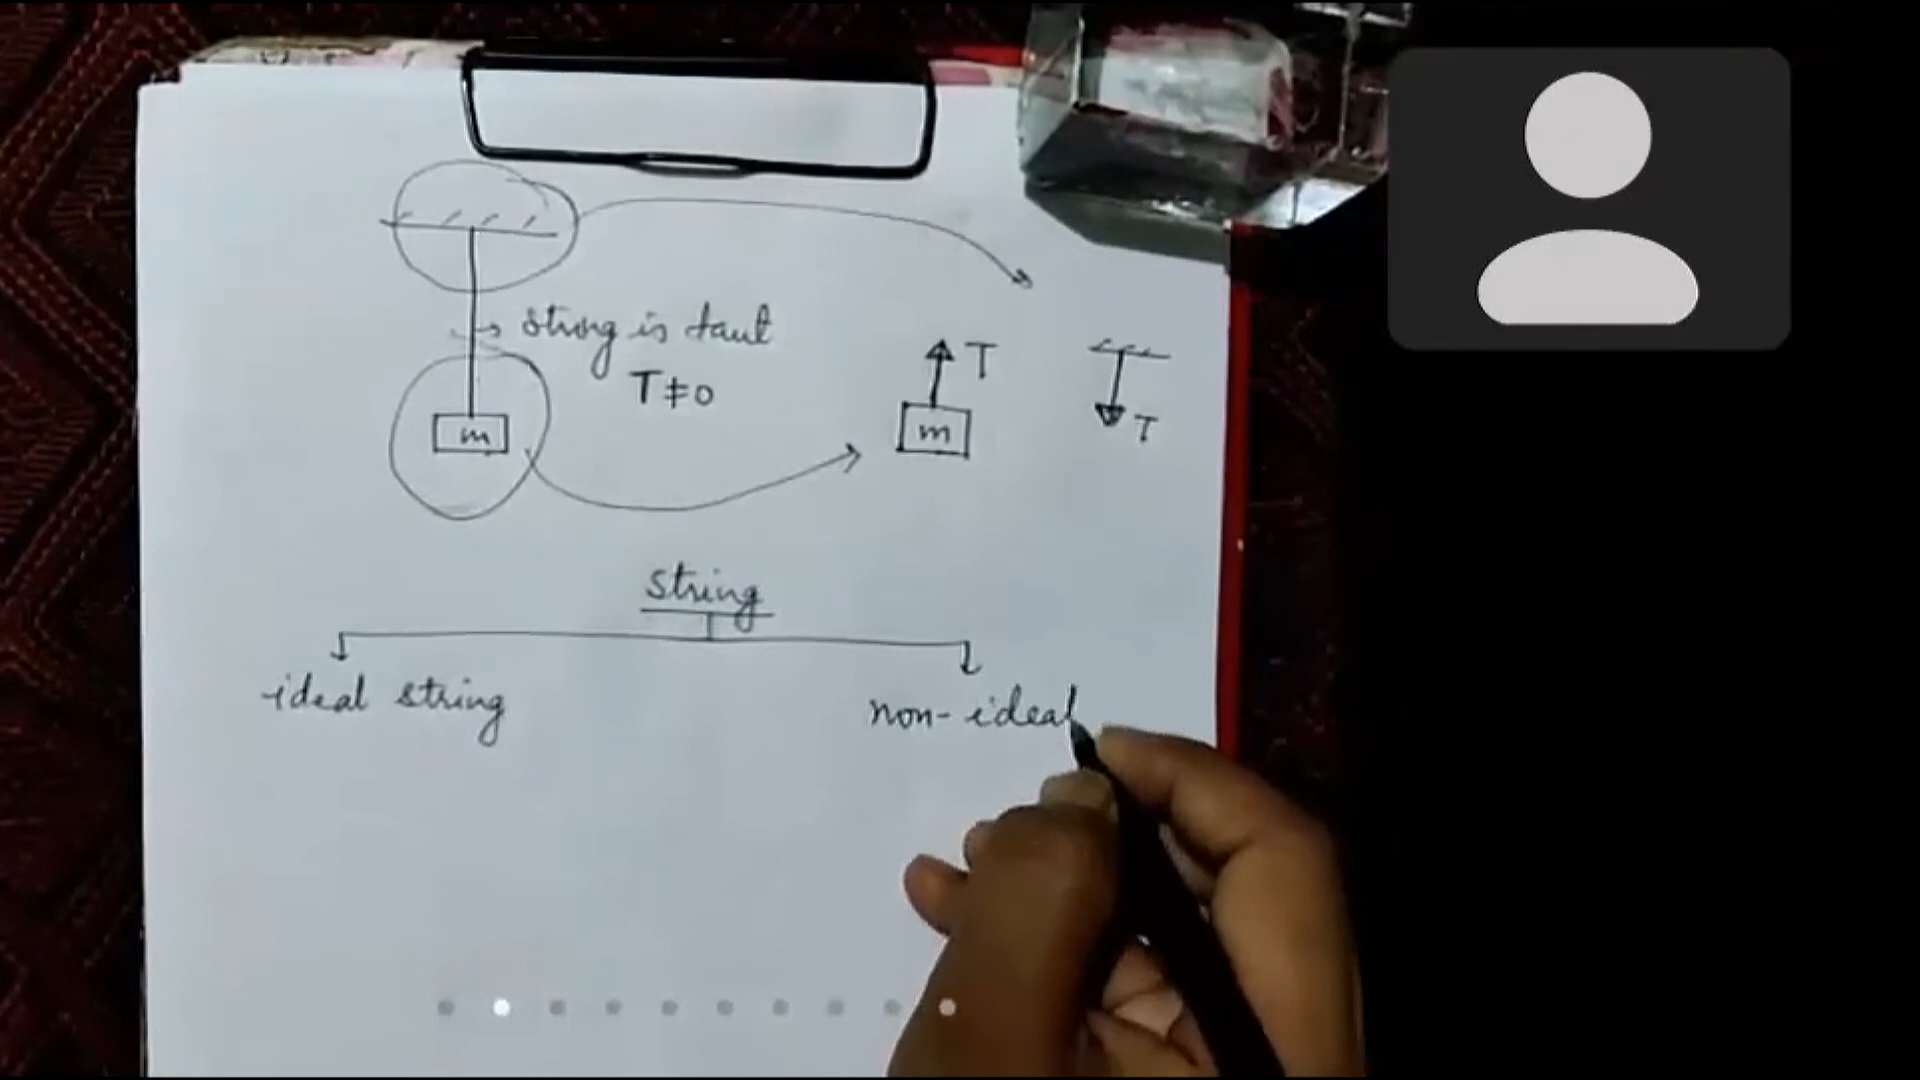 string is taut
T ≠ 0
m
T
m
T
string
ideal string
non-ideal